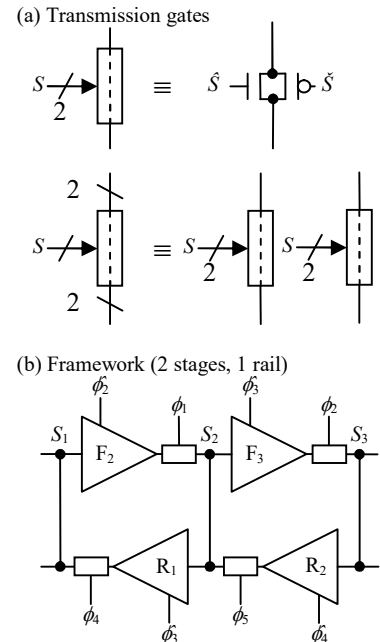 (a) Transmission gates
S 2 ≡ Ŝ Š
2
S 2 ≡ S 2 S 2
(b) Framework (2 stages, 1 rail)
ϕ̂2 ϕ̂3
ϕ1 ϕ2
S1 S2 S3
F2 F3
R1 R2
ϕ4 ϕ5
ϕ̂3 ϕ̂4